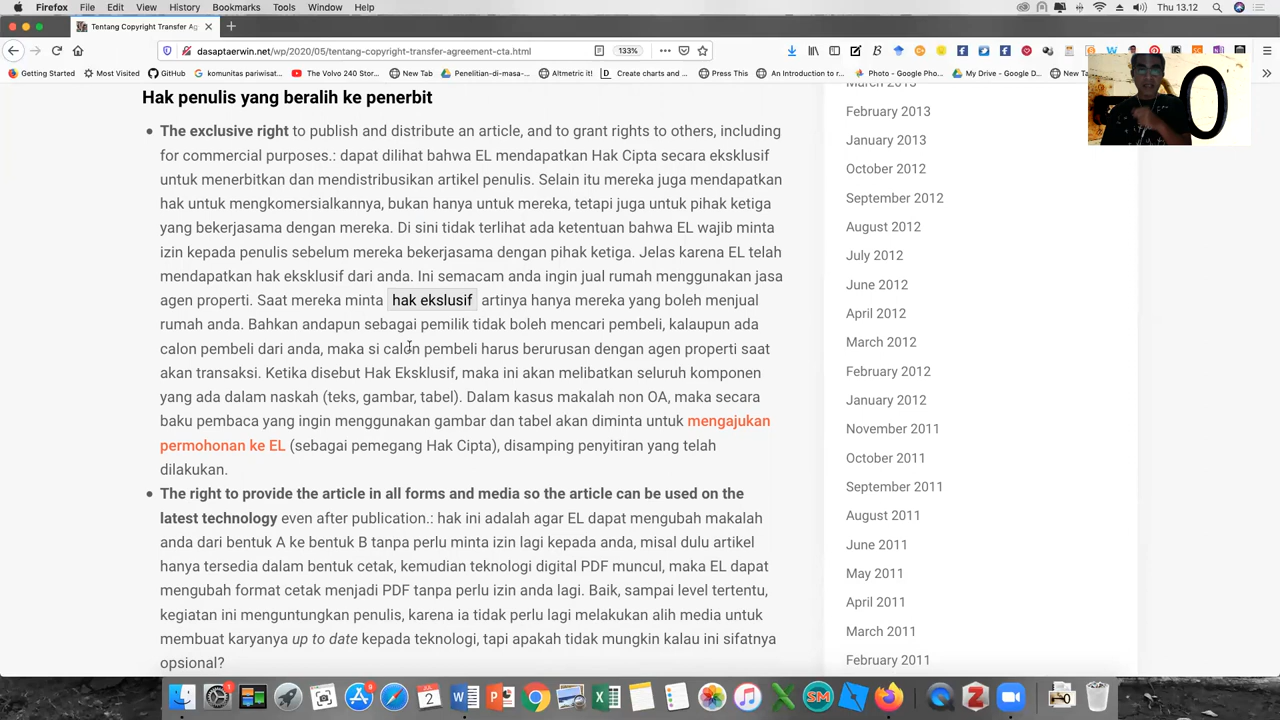 Firefox File Edit View History Bookmarks Tools Window Help Thu 13.12
Tentang Copyright Transfer Ag
dasaptaerwin.net/wp/2020/05/tentang-copyright-transfer-agreement-cta.html 133%
Getting Started Most Visited GitHub komunitas pariwisat... The Volvo 240 Stor... New Tab Penelitian-di-masa-... Altmetric it! Create charts and ... Press This An Introduction to r... Photo - Google Pho... My Drive - Google D... New Tab
Hak penulis yang beralih ke penerbit
The exclusive right to publish and distribute an article, and to grant rights to others, including
for commercial purposes.: dapat dilihat bahwa EL mendapatkan Hak Cipta secara eksklusif
untuk menerbitkan dan mendistribusikan artikel penulis. Selain itu mereka juga mendapatkan
hak untuk mengkomersialkannya, bukan hanya untuk mereka, tetapi juga untuk pihak ketiga
yang bekerjasama dengan mereka. Di sini tidak terlihat ada ketentuan bahwa EL wajib minta
izin kepada penulis sebelum mereka bekerjasama dengan pihak ketiga. Jelas karena EL telah
mendapatkan hak eksklusif dari anda. Ini semacam anda ingin jual rumah menggunakan jasa
agen properti. Saat mereka minta hak ekslusif artinya hanya mereka yang boleh menjual
rumah anda. Bahkan andapun sebagai pemilik tidak boleh mencari pembeli, kalaupun ada
calon pembeli dari anda, maka si calon pembeli harus berurusan dengan agen properti saat
akan transaksi. Ketika disebut Hak Eksklusif, maka ini akan melibatkan seluruh komponen
yang ada dalam naskah (teks, gambar, tabel). Dalam kasus makalah non OA, maka secara
baku pembaca yang ingin menggunakan gambar dan tabel akan diminta untuk mengajukan
permohonan ke EL (sebagai pemegang Hak Cipta), disamping penyitiran yang telah
dilakukan.
The right to provide the article in all forms and media so the article can be used on the
latest technology even after publication.: hak ini adalah agar EL dapat mengubah makalah
anda dari bentuk A ke bentuk B tanpa perlu minta izin lagi kepada anda, misal dulu artikel
hanya tersedia dalam bentuk cetak, kemudian teknologi digital PDF muncul, maka EL dapat
mengubah format cetak menjadi PDF tanpa perlu izin anda lagi. Baik, sampai level tertentu,
kegiatan ini menguntungkan penulis, karena ia tidak perlu lagi melakukan alih media untuk
membuat karyanya up to date kepada teknologi, tapi apakah tidak mungkin kalau ini sifatnya
opsional?
March 2013
February 2013
January 2013
October 2012
September 2012
August 2012
July 2012
June 2012
April 2012
March 2012
February 2012
January 2012
November 2011
October 2011
September 2011
August 2011
June 2011
May 2011
April 2011
March 2011
February 2011